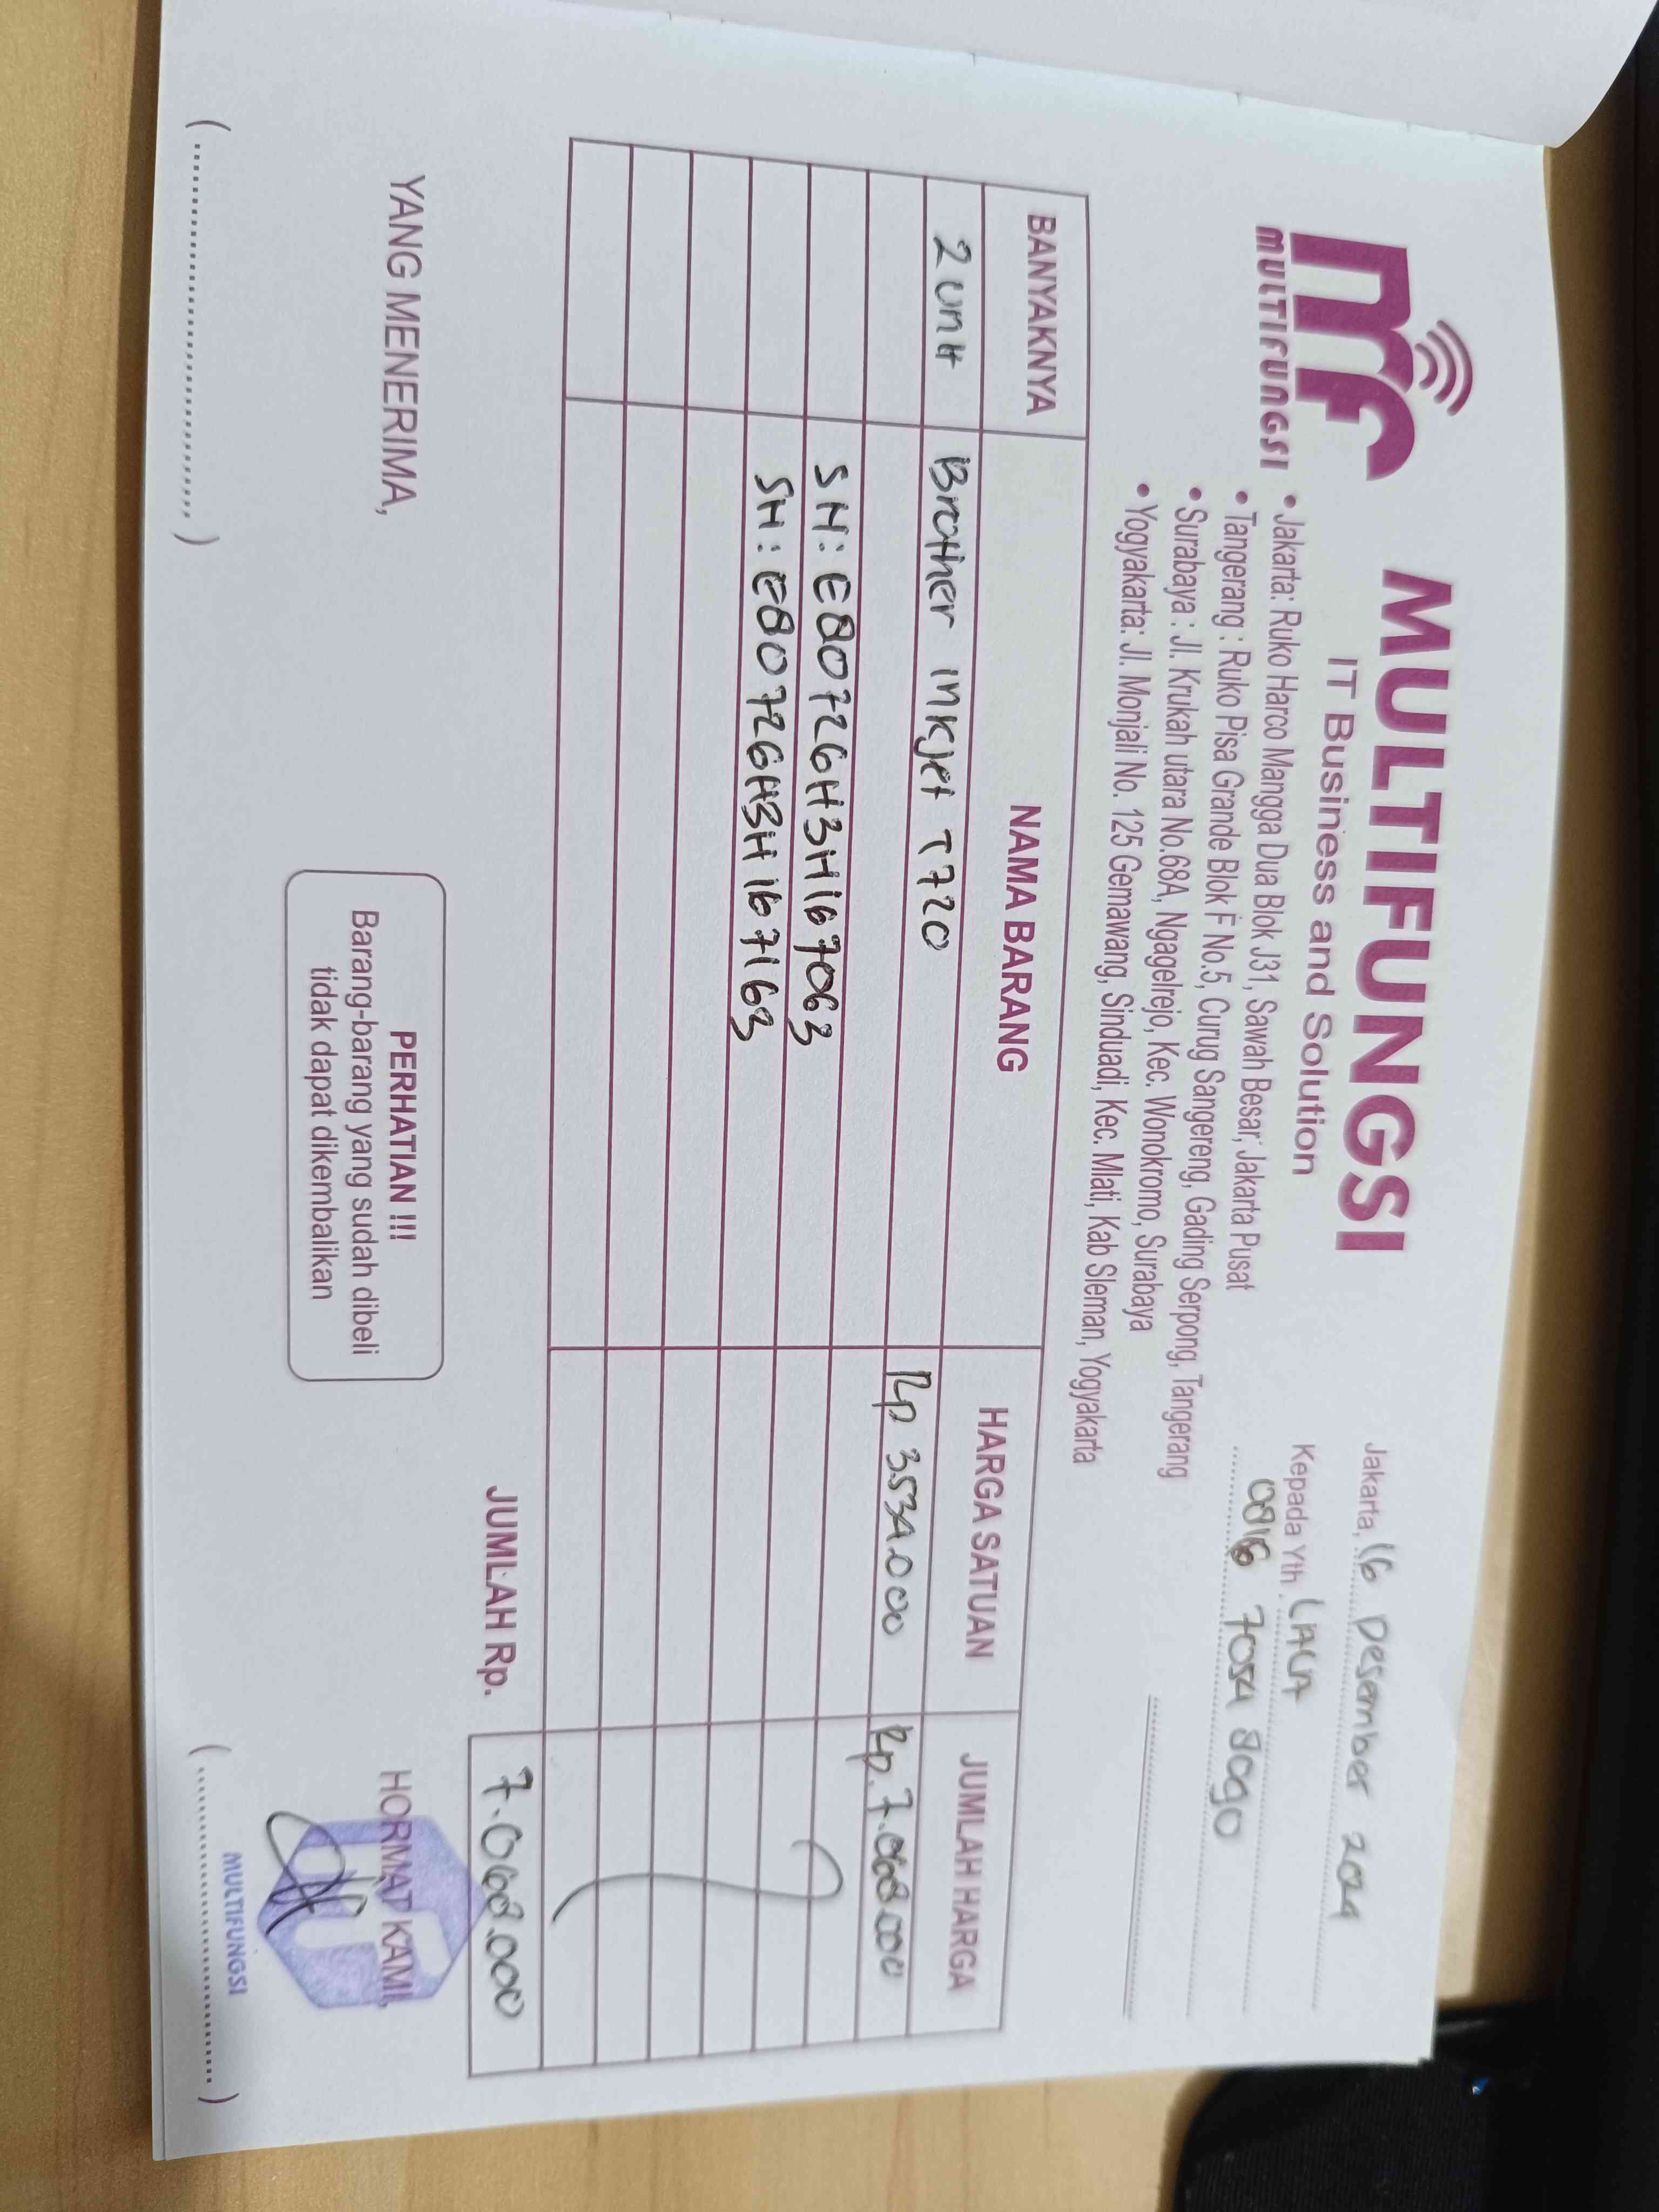 MULTIFUNGSI
MULTIFUNGSI
IT Business and Solution
• Jakarta: Ruko Harco Mangga Dua Blok J31, Sawah Besar, Jakarta Pusat
• Tangerang : Ruko Pisa Grande Blok F No.5, Curug Sangereng, Gading Serpong, Tangerang
• Surabaya : Jl. Krukah utara No.68A, Ngagelrejo, Kec. Wonokromo, Surabaya
• Yogyakarta: Jl. Monjali No. 125 Gemawang, Sinduadi, Kec. Mlati, Kab Sleman, Yogyakarta
Jakarta, 16 Desember 2024
Kepada Yth. LALA
7054 8090
BANYAKNYA NAMA BARANG HARGA SATUAN JUMLAH HARGA
2 unit Brother Inkjet T720 Rp 3.534.000 Rp. 7.068.000
SN: E80726H3H167063
SN: E80726H3H167163
JUMLAH Rp. 7.068.000
YANG MENERIMA,
PERHATIAN !!!
Barang-barang yang sudah dibeli
tidak dapat dikembalikan
HORMAT KAMI,
MULTIFUNGSI